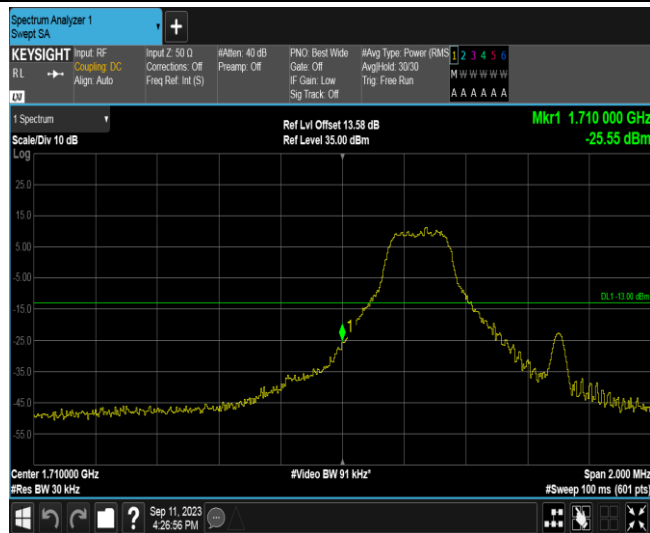 Spectrum Analyzer 1
Swept SA
+
KEYSIGHT
RL
LXI
Input: RF
Coupling: DC
Align: Auto
Input Z: 50 Ω
Corrections: Off
Freq Ref: Int (S)
#Atten: 40 dB
Preamp: Off
PNO: Best Wide
Gate: Off
IF Gain: Low
Sig Track: Off
#Avg Type: Power (RMS
Avg|Hold: 30/30
Trig: Free Run
1 2 3 4 5 6
M W W W W W
A A A A A A
1 Spectrum
Scale/Div 10 dB
Log
Ref Lvl Offset 13.58 dB
Ref Level 35.00 dBm
Mkr1 1.710 000 GHz
-25.55 dBm
25.0
15.0
5.00
-5.00
-15.0
-25.0
-35.0
-45.0
-55.0
DL1 -13.00 dBm
1
Center 1.710000 GHz
#Video BW 91 kHz*
Span 2.000 MHz
#Res BW 30 kHz
#Sweep 100 ms (601 pts)
?
Sep 11, 2023
4:26:56 PM